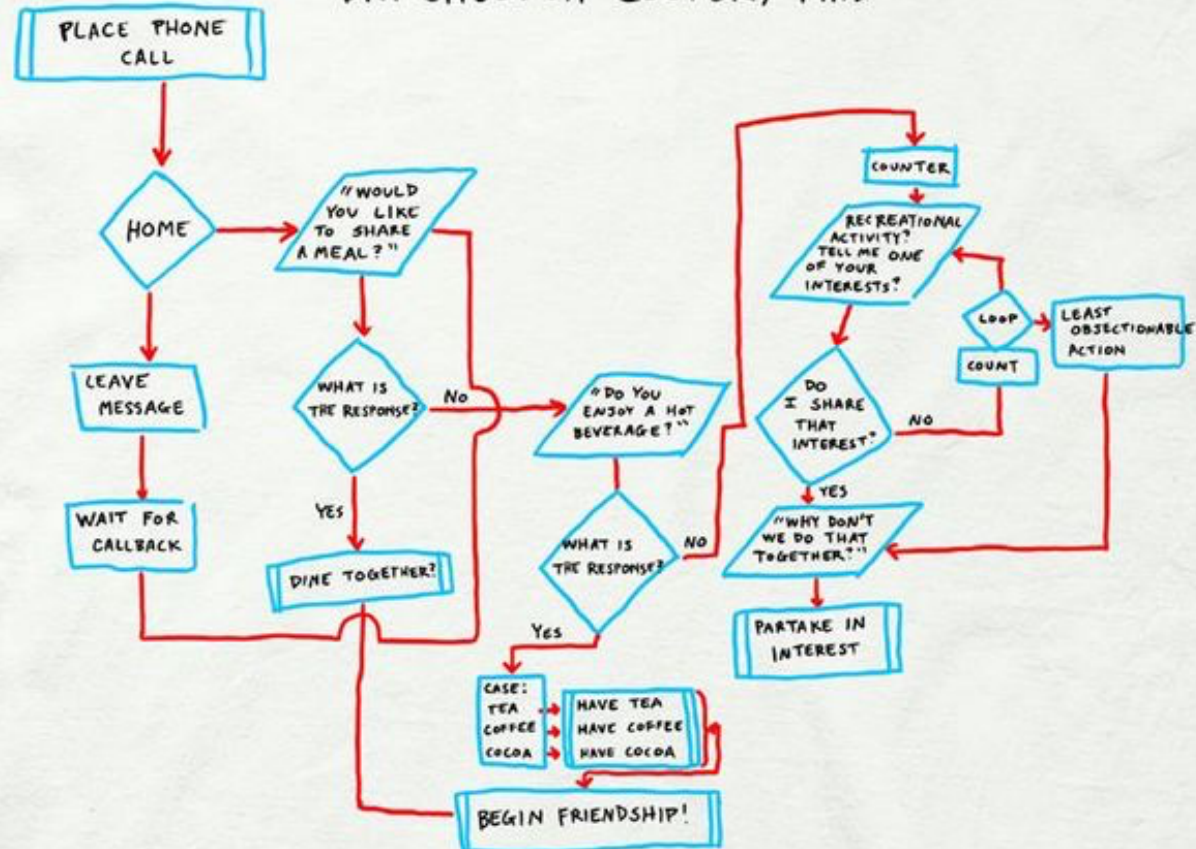 PLACE PHONE
CALL
HOME
LEAVE
MESSAGE
WAIT FOR
CALLBACK
"WOULD
YOU LIKE
TO SHARE
A MEAL?"
WHAT IS
THE RESPONSE?
NO
YES
DINE TOGETHER?
"DO YOU
ENJOY A HOT
BEVERAGE?"
WHAT IS
THE RESPONSE?
NO
YES
CASE:
TEA
COFFEE
COCOA
HAVE TEA
HAVE COFFEE
HAVE COCOA
BEGIN FRIENDSHIP!
COUNTER
RECREATIONAL
ACTIVITY?
TELL ME ONE
OF YOUR
INTERESTS?
LOOP
COUNT
LEAST
OBJECTIONABLE
ACTION
DO
I SHARE
THAT
INTEREST?
NO
YES
"WHY DON'T
WE DO THAT
TOGETHER?"
PARTAKE IN
INTEREST